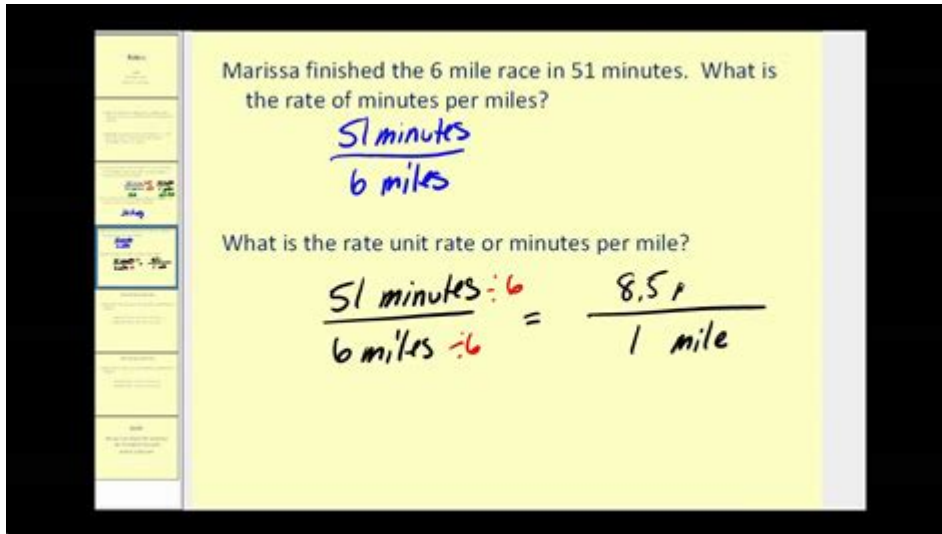 Marissa finished the 6 mile race in 51 minutes. What is
the rate of minutes per miles?
51 minutes
6 miles
What is the rate unit rate or minutes per mile?
51 minutes ÷6 = 8.5
6 miles ÷6 1 mile